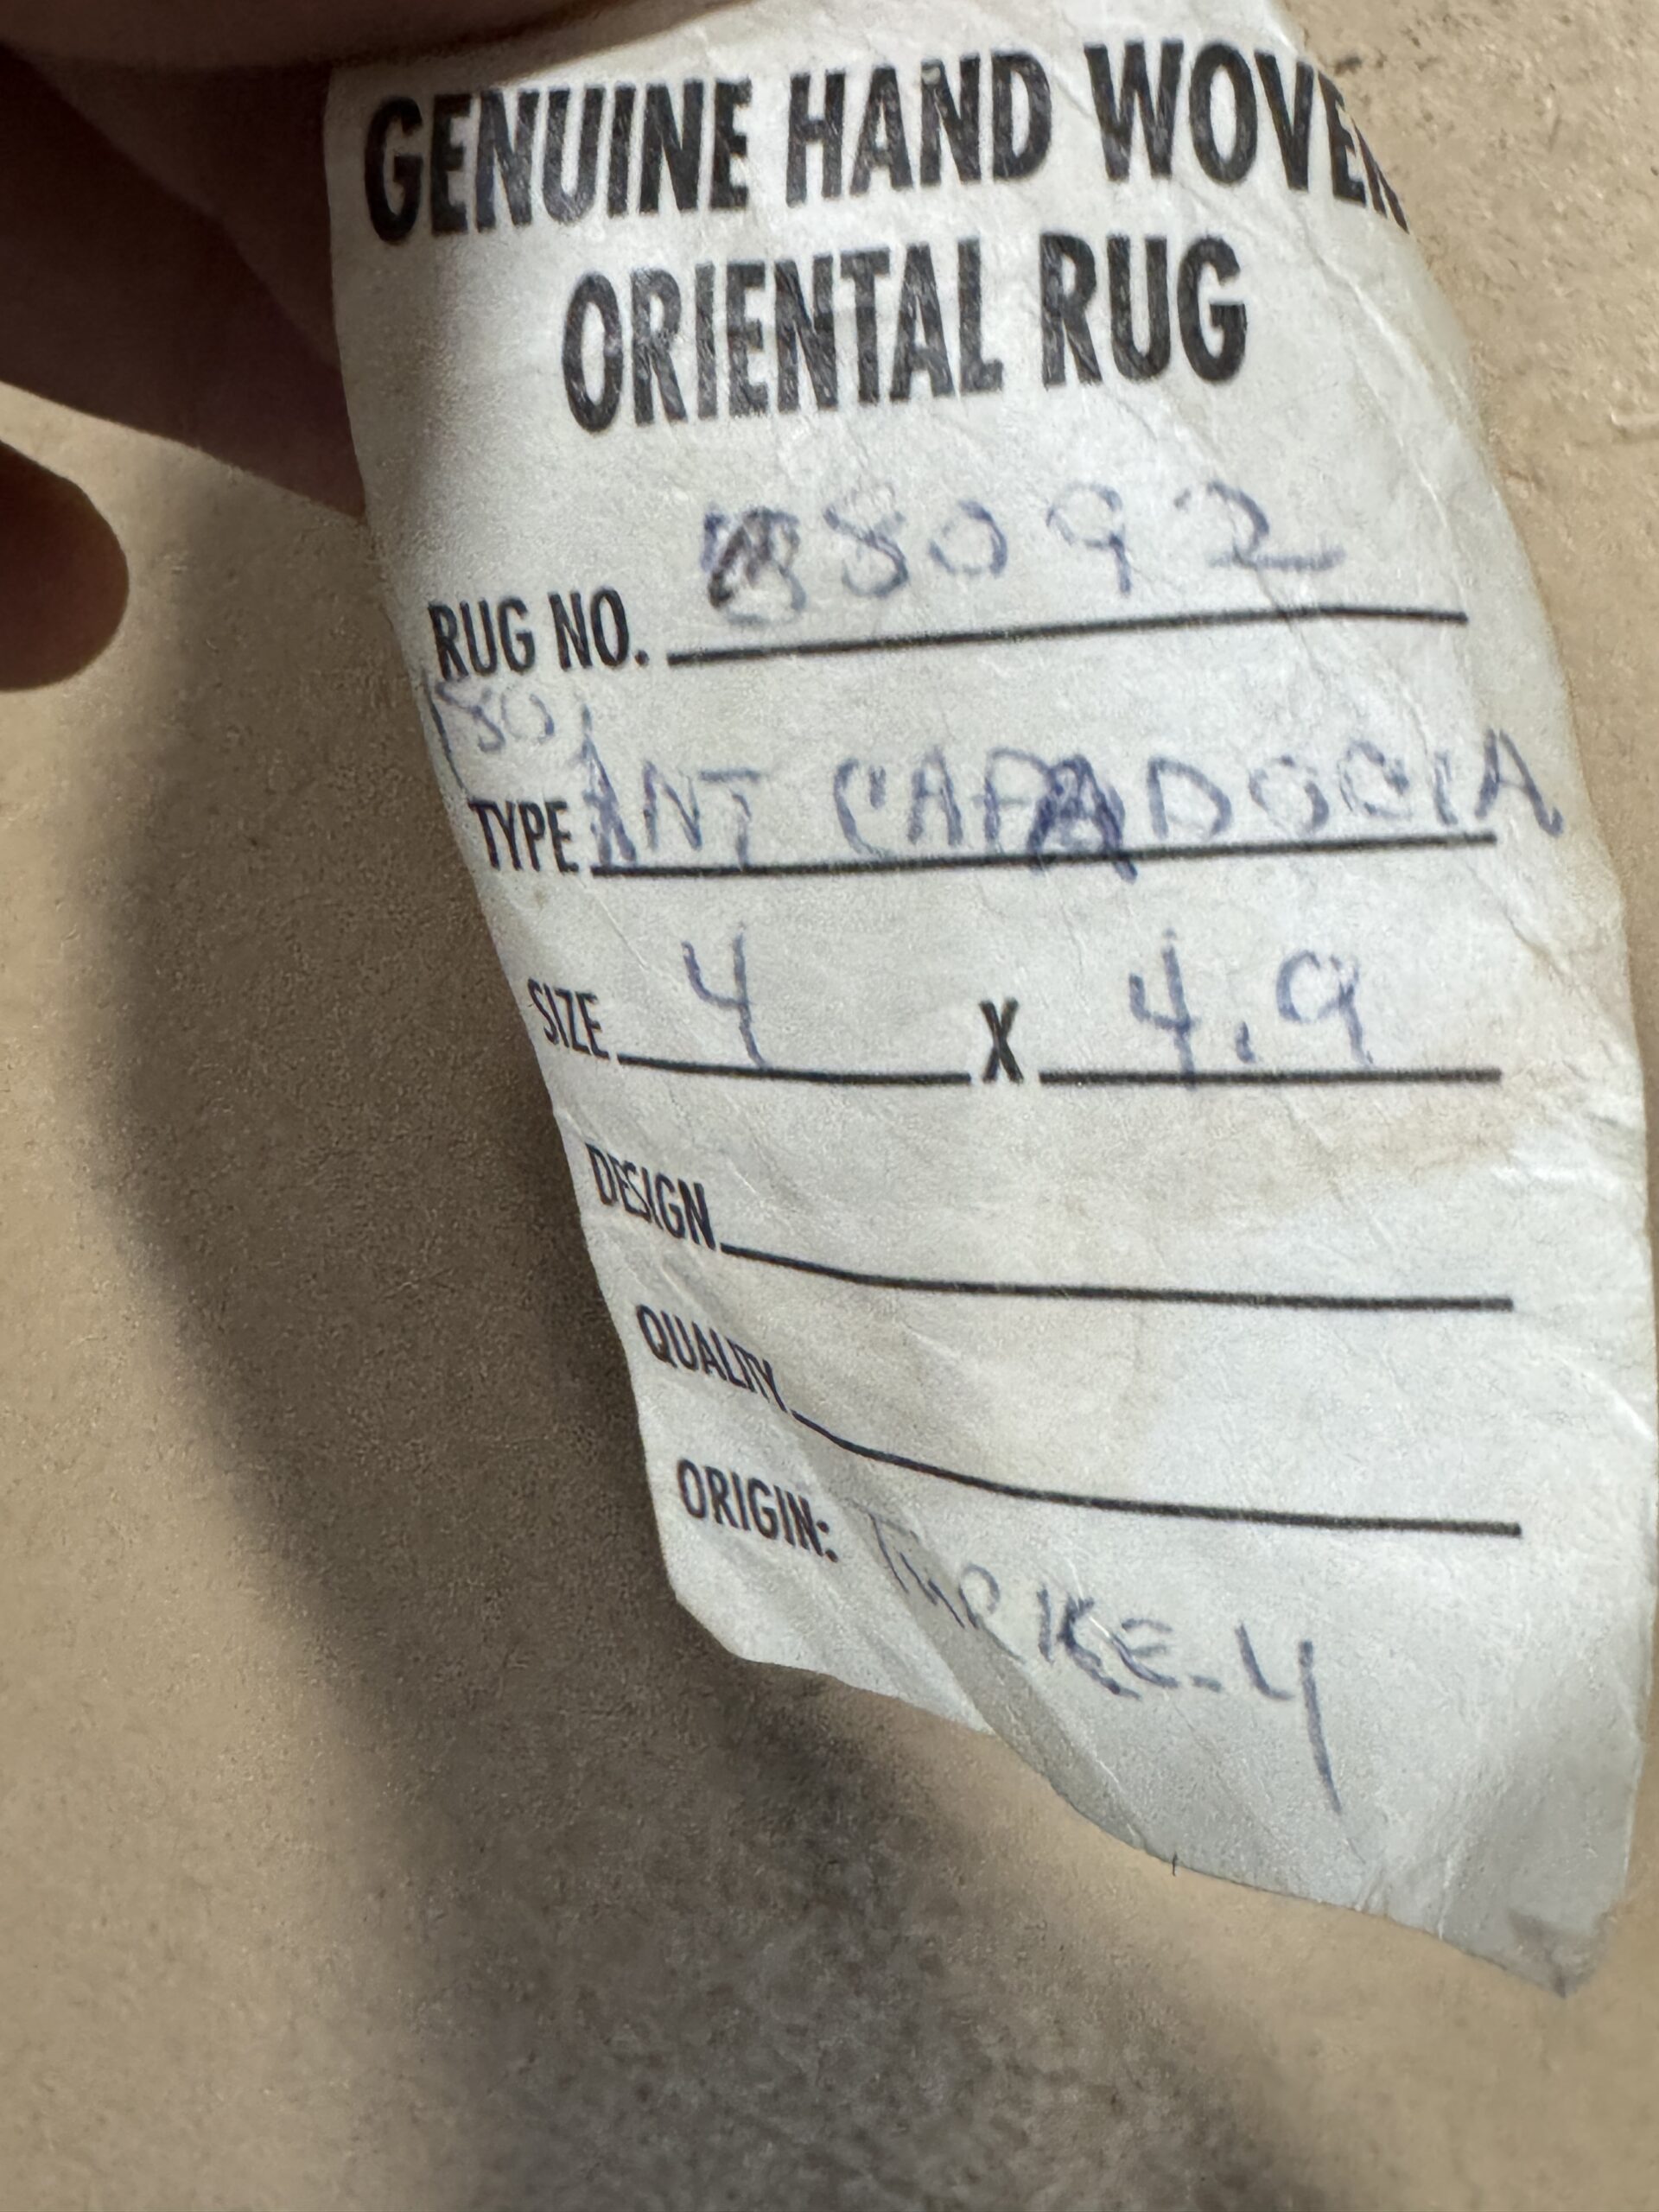 GENUINE HAND WOVEN
ORIENTAL RUG
RUG NO. 88092
TYPE ANT CAPADOCIA
SIZE 4 X 4.9
DESIGN
QUALITY
ORIGIN: TURKEY